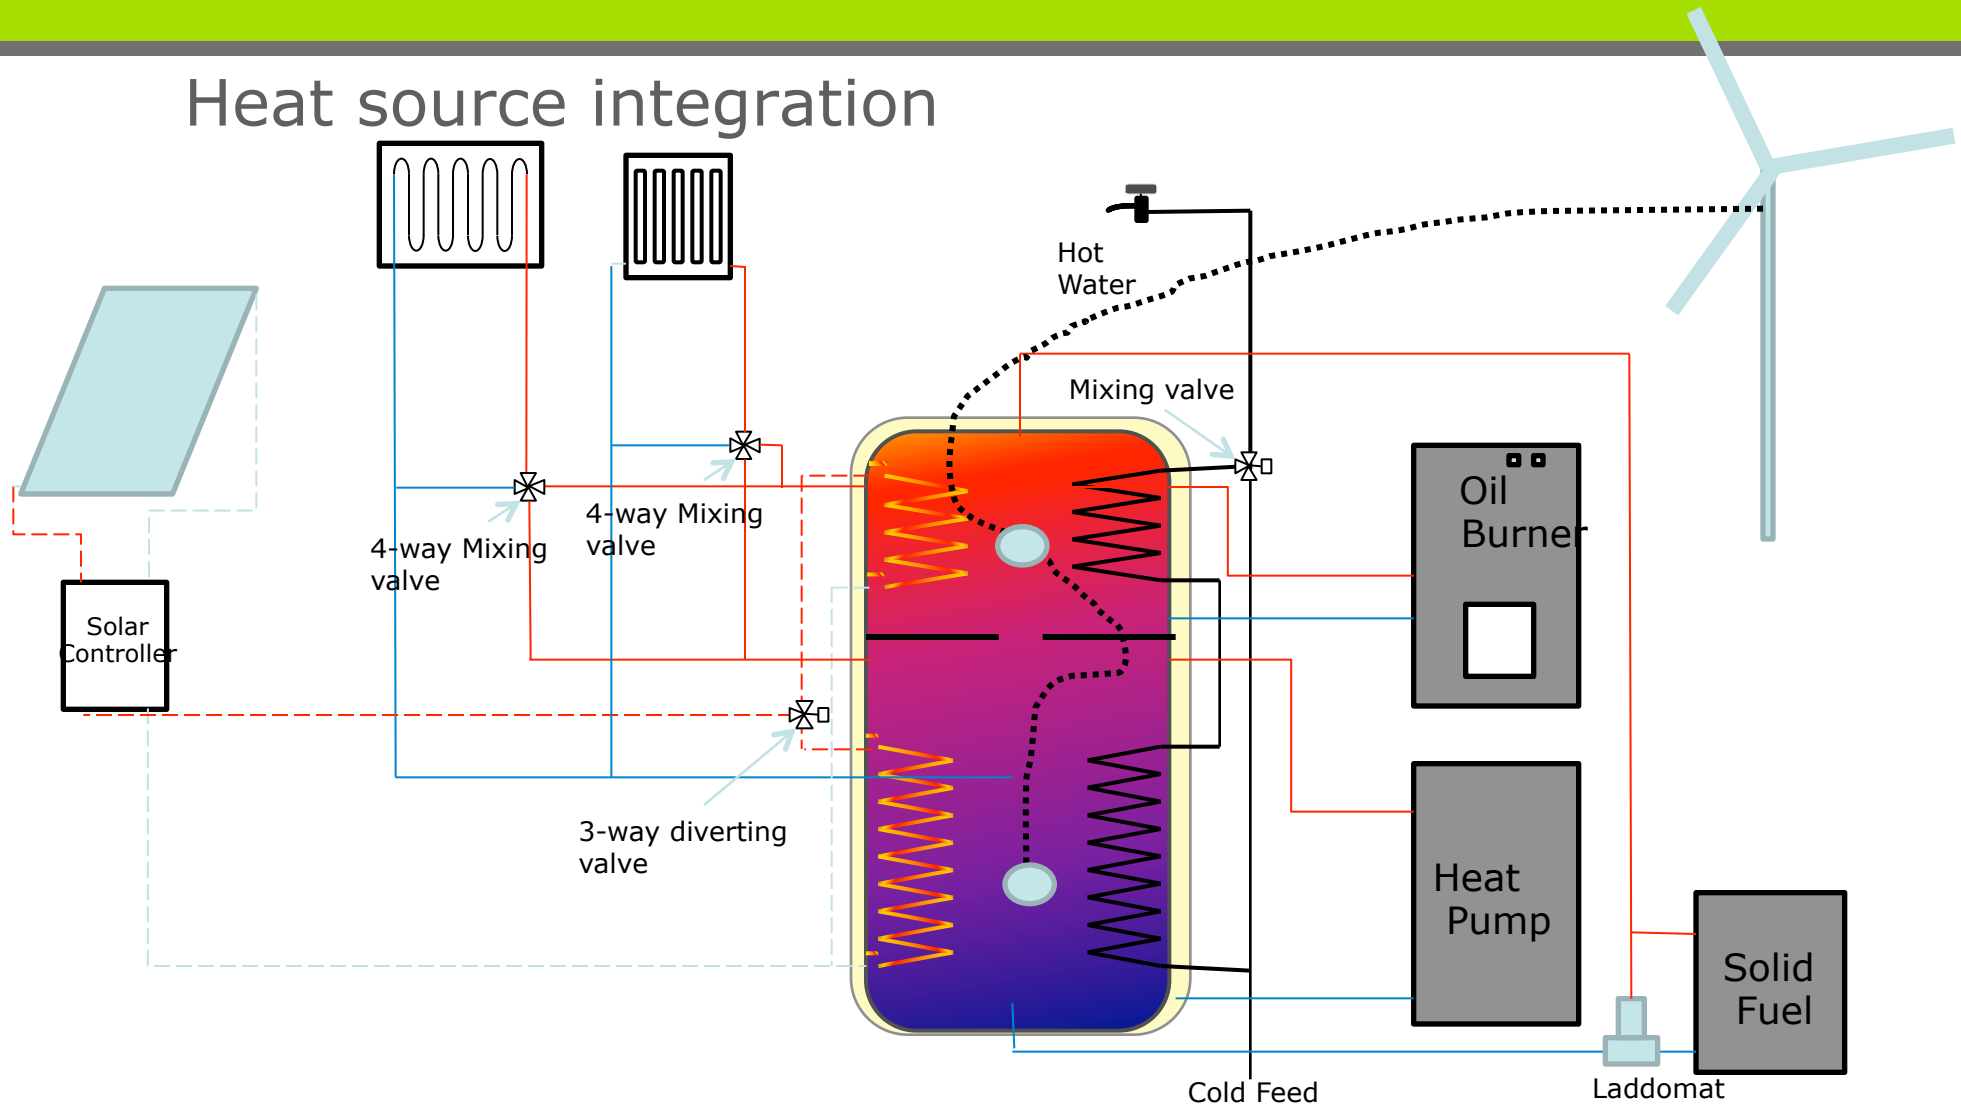 Heat source integration
Hot
Water
Mixing valve
Oil
Burner
4-way Mixing
valve
4-way Mixing
valve
Solar
Controller
3-way diverting
valve
Heat
Pump
Solid
Fuel
Laddomat
Cold Feed